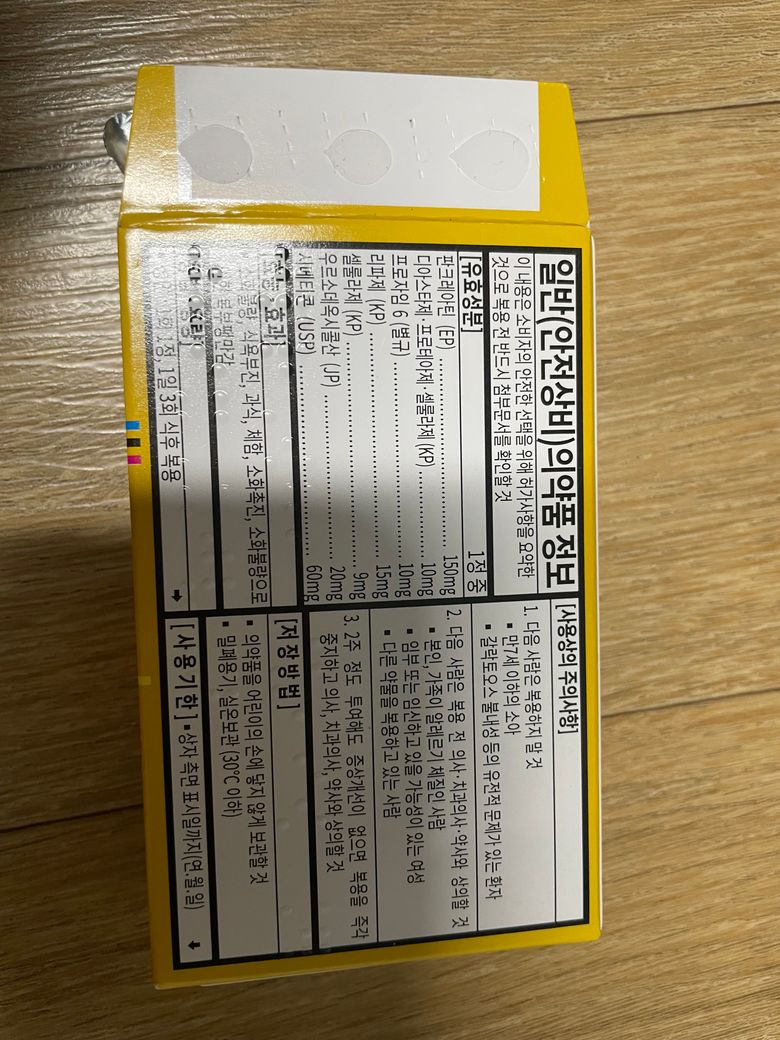 일반(안전상비)의약품 정보
이 내용은 소비자의 안전한 선택을 위해 허가사항을 요약한
것으로 복용 전 반드시 첨부문서를 확인할 것
[유효성분] 1정 중
판크레아틴 (EP) 150mg
디아스타제·프로테아제·셀룰라제 (KP) 10mg
프로자임 6 별규) 10mg
리파제 (KP) 15mg
셀룰라제 (KP) 9mg
우르소데옥시콜산 (JP) 20mg
시메티콘 (USP) 60mg
효과]
소화불량, 식욕부진, 과식, 체함, 소화촉진, 소화불량으로
복부팽만감
1정 1일 3회 식후 복용
[사용상의 주의사항]
1. 다음 사람은 복용하지 말 것
▪ 만7세 이하의 소아
▪ 갈락토오스 불내성 등의 유전적 문제가 있는 환자
2. 다음 사람은 복용 전 의사·치과의사·약사와 상의할 것
▪ 본인, 가족이 알레르기 체질인 사람
▪ 임부 또는 임신하고 있을 가능성이 있는 여성
▪ 다른 약물을 복용하고 있는 사람
3. 2주 정도 투여해도 증상개선이 없으면 복용을 즉각
중지하고 의사, 치과의사, 약사와 상의할 것
[저장방법]
▪ 의약품을 어린이의 손에 닿지 않게 보관할 것
▪ 밀폐용기, 실온보관 (30℃ 이하)
[사용기한] ▪ 상자 측면 표시일까지(연.월.일)